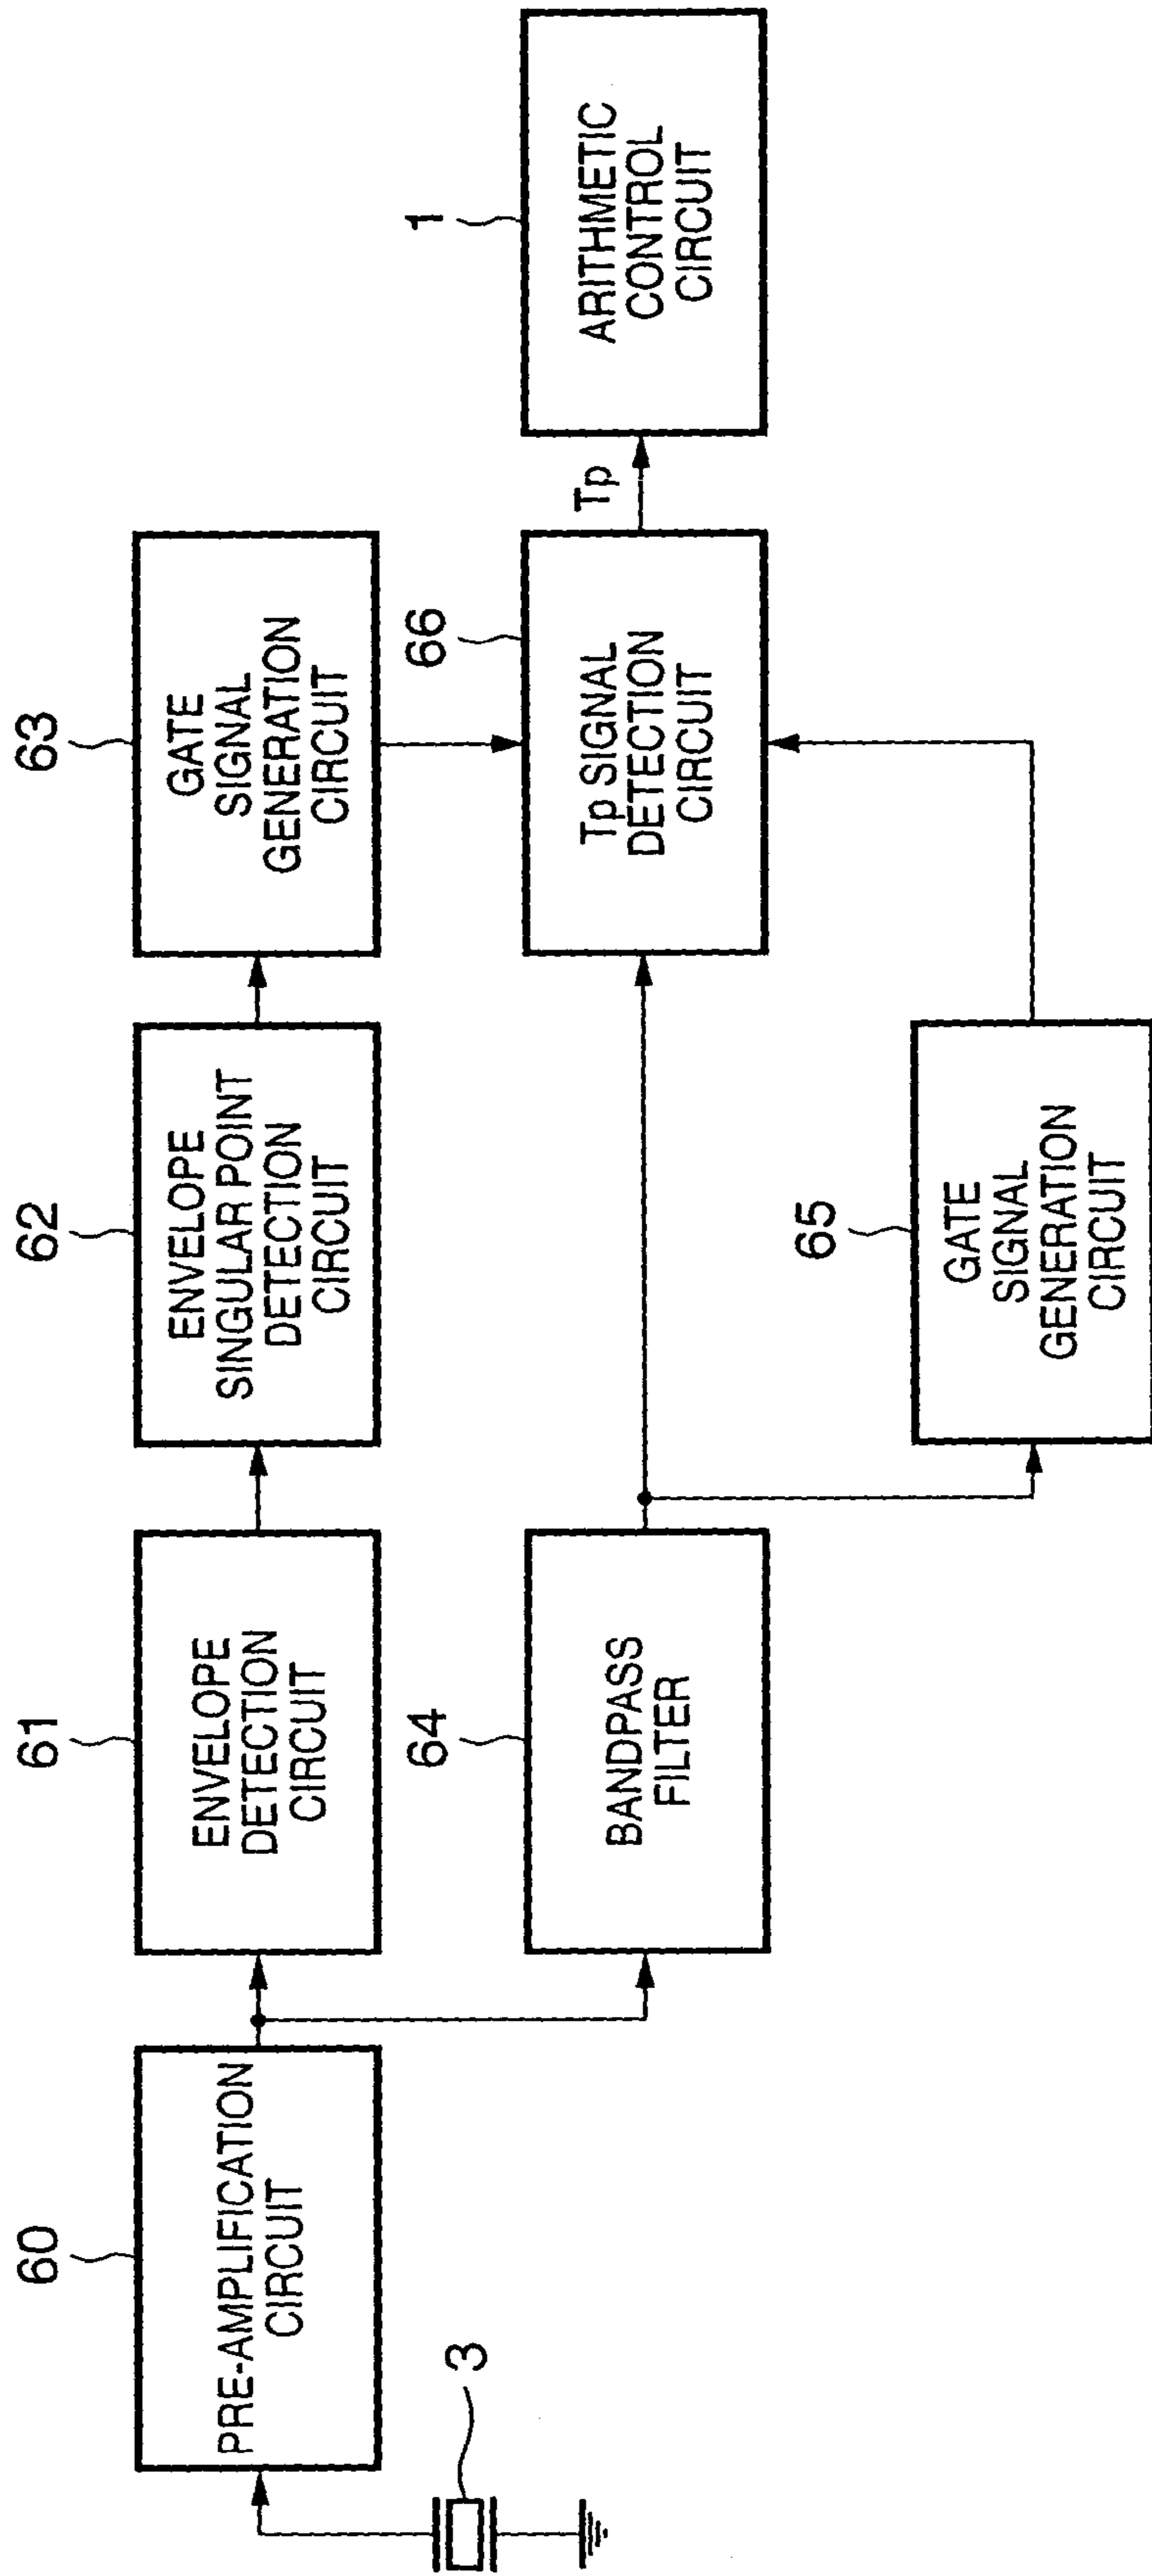 60
PRE-AMPLIFICATION
CIRCUIT
3
61
ENVELOPE
DETECTION
CIRCUIT
62
ENVELOPE
SINGULAR POINT
DETECTION
CIRCUIT
63
GATE
SIGNAL
GENERATION
CIRCUIT
64
BANDPASS
FILTER
65
GATE
SIGNAL
GENERATION
CIRCUIT
66
Tp SIGNAL
DETECTION
CIRCUIT
Tp
1
ARITHMETIC
CONTROL
CIRCUIT